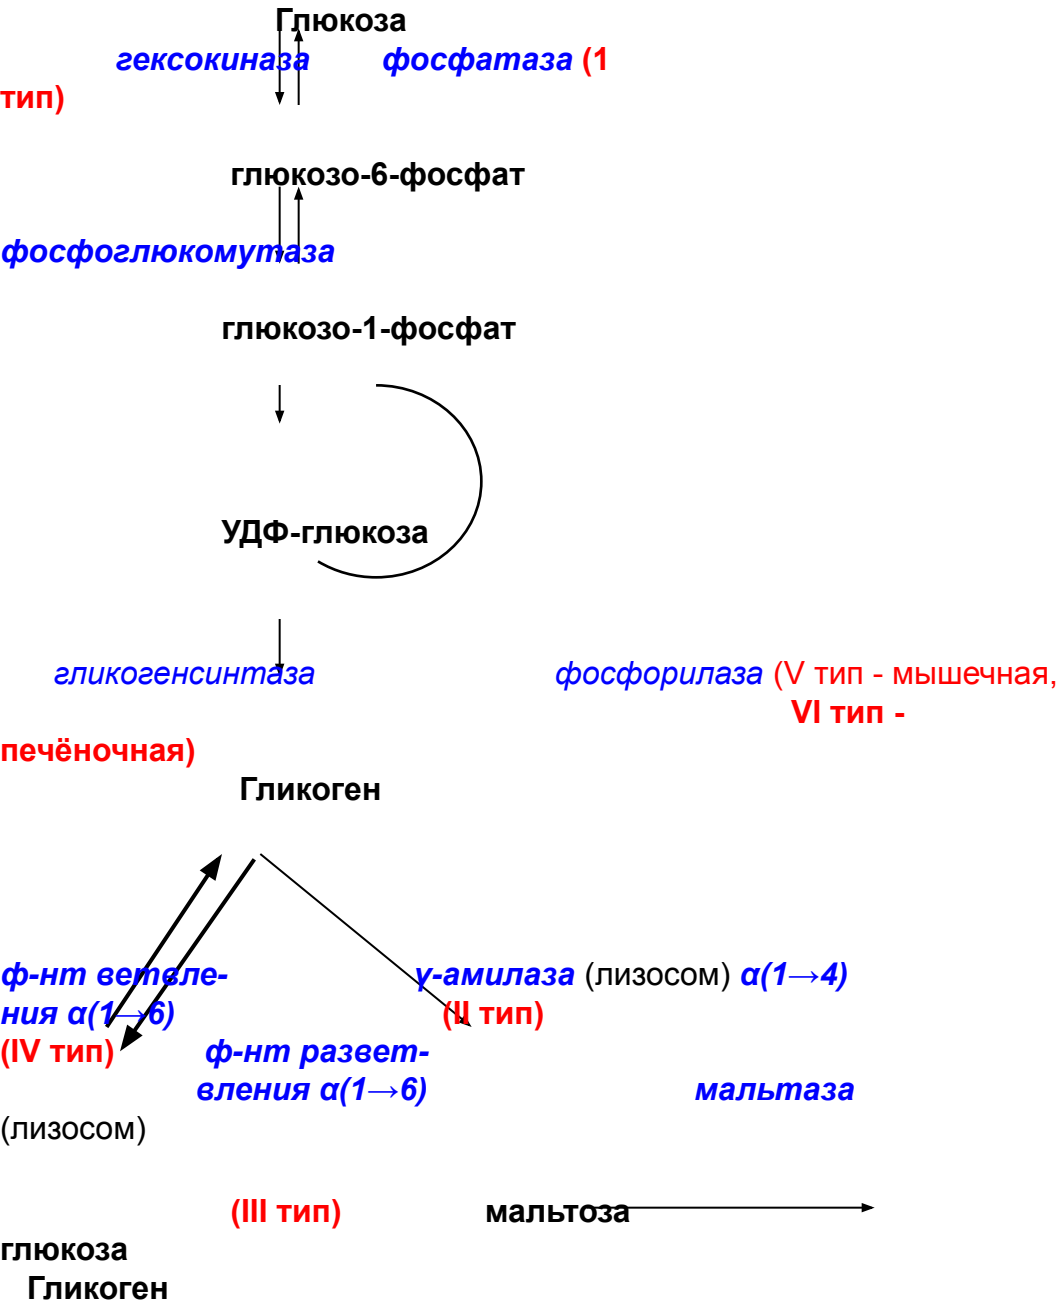 Глюкоза
гексокиназа фосфатаза (1
тип)
глюкозо-6-фосфат
фосфоглюкомутаза
глюкозо-1-фосфат
УДФ-глюкоза
гликогенсинтаза фосфорилаза (V тип - мышечная,
VI тип -
печёночная)
Гликоген
ф-нт ветвле- γ-амилаза (лизосом) α(1→4)
ния α(1→6) (II тип)
(IV тип) ф-нт развет-
вления α(1→6) мальтаза
(лизосом)
(III тип) мальтоза
глюкоза
Гликоген